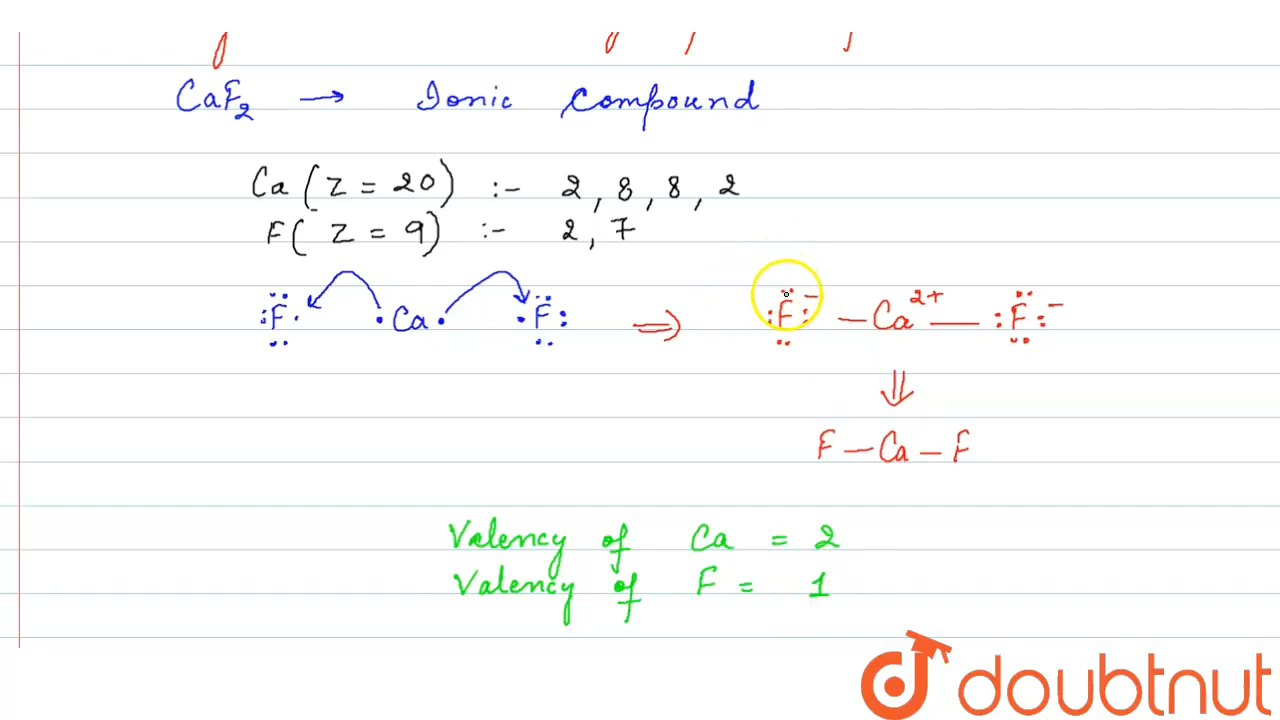 CaF2 → Ionic Compound
Ca (Z = 20) :- 2, 8, 8, 2
F( Z = 9) :- 2, 7
:F· ·Ca· ·F: ⇒ :F:⁻ — Ca²⁺ — :F:⁻
⇓
F — Ca — F
Valency of Ca = 2
Valency of F = 1
doubtnut